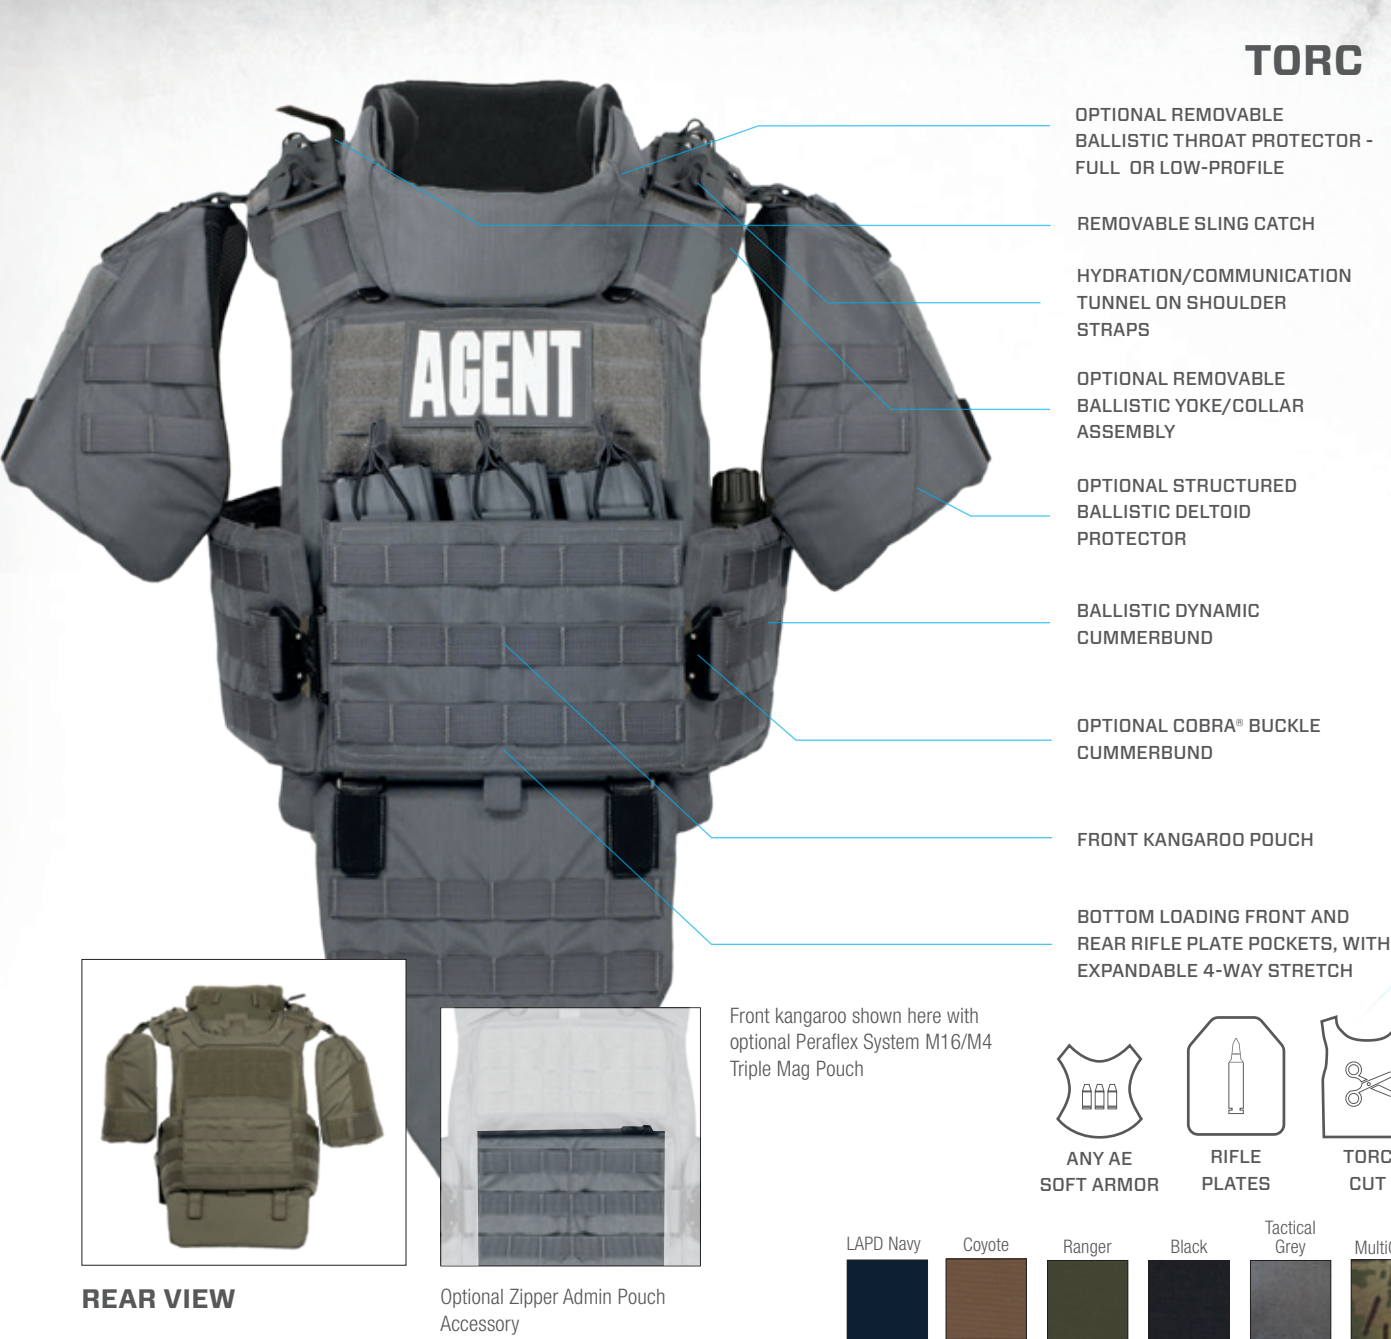 TORC
OPTIONAL REMOVABLE
BALLISTIC THROAT PROTECTOR -
FULL OR LOW-PROFILE
REMOVABLE SLING CATCH
HYDRATION/COMMUNICATION
TUNNEL ON SHOULDER
STRAPS
OPTIONAL REMOVABLE
BALLISTIC YOKE/COLLAR
ASSEMBLY
OPTIONAL STRUCTURED
BALLISTIC DELTOID
PROTECTOR
BALLISTIC DYNAMIC
CUMMERBUND
OPTIONAL COBRA® BUCKLE
CUMMERBUND
FRONT KANGAROO POUCH
BOTTOM LOADING FRONT AND
REAR RIFLE PLATE POCKETS, WITH
EXPANDABLE 4-WAY STRETCH
AGENT
Front kangaroo shown here with
optional Peraflex System M16/M4
Triple Mag Pouch
ANY AE
SOFT ARMOR
RIFLE
PLATES
TORC
CUT
REAR VIEW
Optional Zipper Admin Pouch
Accessory
LAPD Navy
Coyote
Ranger
Black
Tactical
Grey